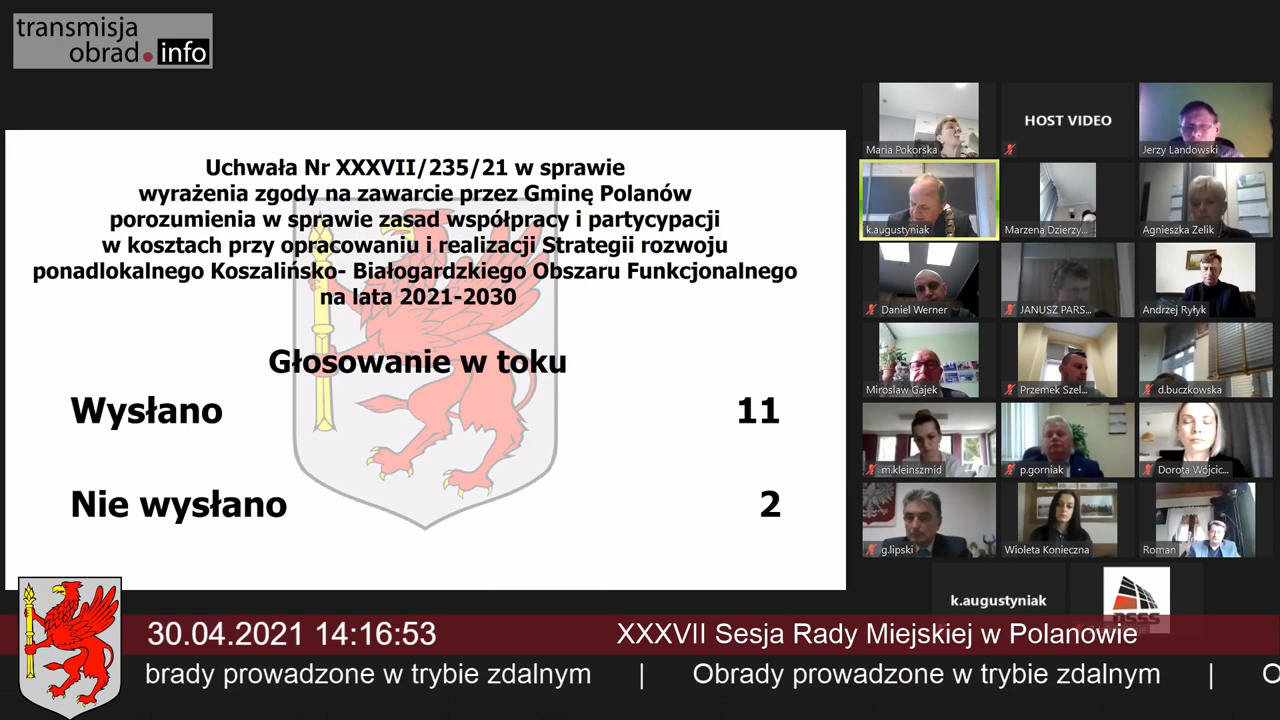 transmisja
obrad.info
Uchwała Nr XXXVII/235/21 w sprawie
wyrażenia zgody na zawarcie przez Gminę Polanów
porozumienia w sprawie zasad współpracy i partycypacji
w kosztach przy opracowaniu i realizacji Strategii rozwoju
ponadlokalnego Koszalińsko- Białogardzkiego Obszaru Funkcjonalnego
na lata 2021-2030
Głosowanie w toku
Wysłano 11
Nie wysłano 2
Maria Pokorska
HOST VIDEO
Jerzy Landowski
k.augustyniak
Marzena Dzierzy...
Agnieszka Zelik
Daniel Werner
JANUSZ PARS...
Andrzej Ryłyk
Miroslaw Gajek
Przemek Szel...
d.buczkowska
m.kleinszmid
p.gorniak
Dorota Wójcic...
g.lipski
Wioleta Konieczna
Roman
k.augustyniak
30.04.2021 14:16:53
XXXVII Sesja Rady Miejskiej w Polanowie
brady prowadzone w trybie zdalnym | Obrady prowadzone w trybie zdalnym | O